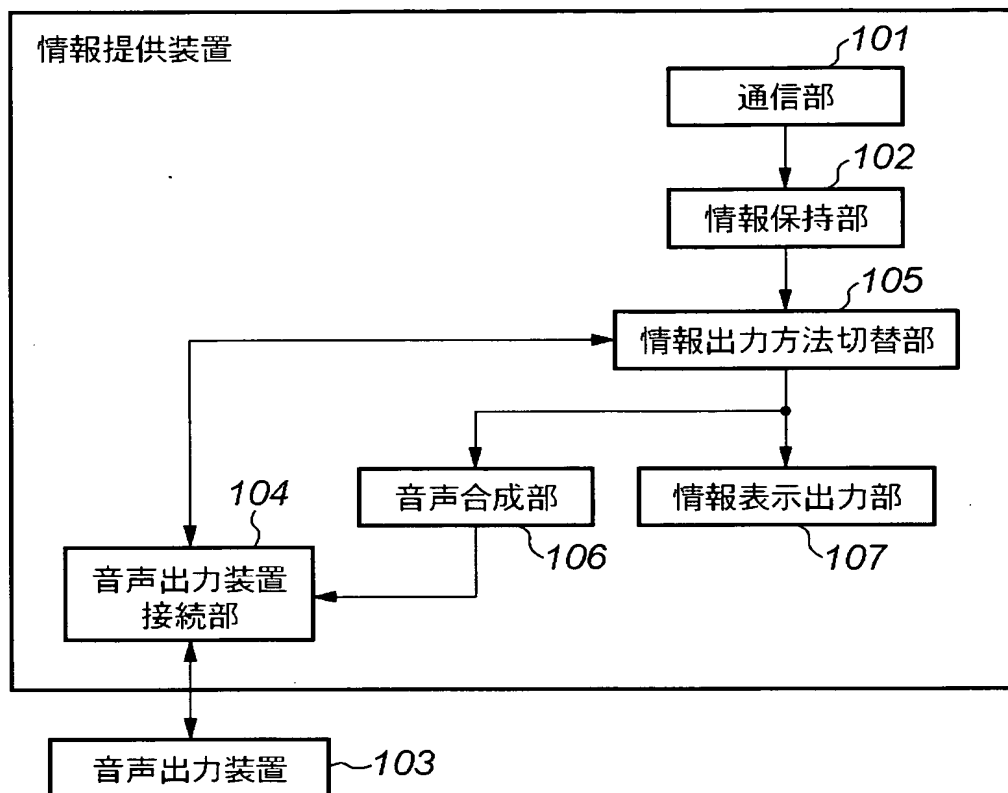 情報提供装置
101
通信部
102
情報保持部
105
情報出力方法切替部
音声合成部
106
情報表示出力部
107
104
音声出力装置
接続部
音声出力装置
103